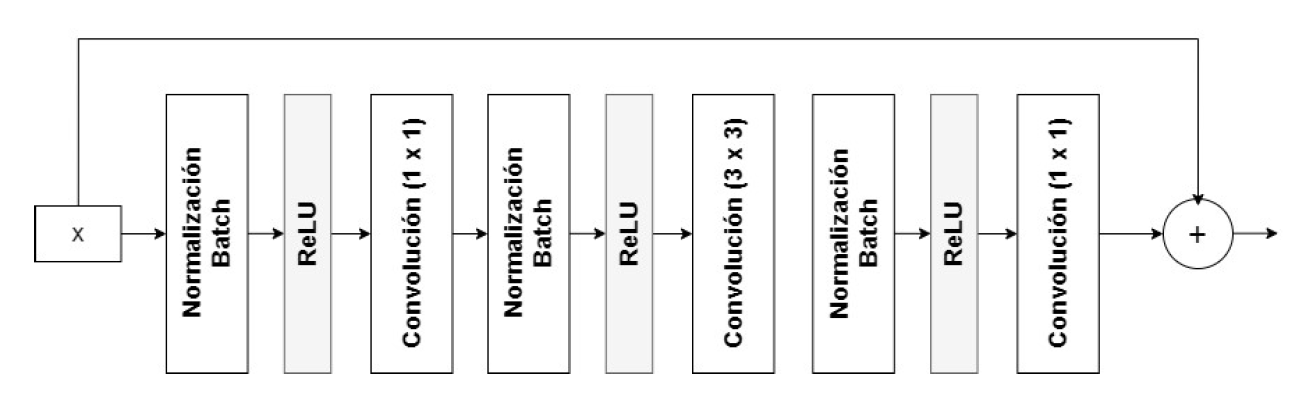 X
Normalización
Batch
ReLU
Convolución (1 x 1)
Normalización
Batch
ReLU
Convolución (3 x 3)
Normalización
Batch
ReLU
Convolución (1 x 1)
+